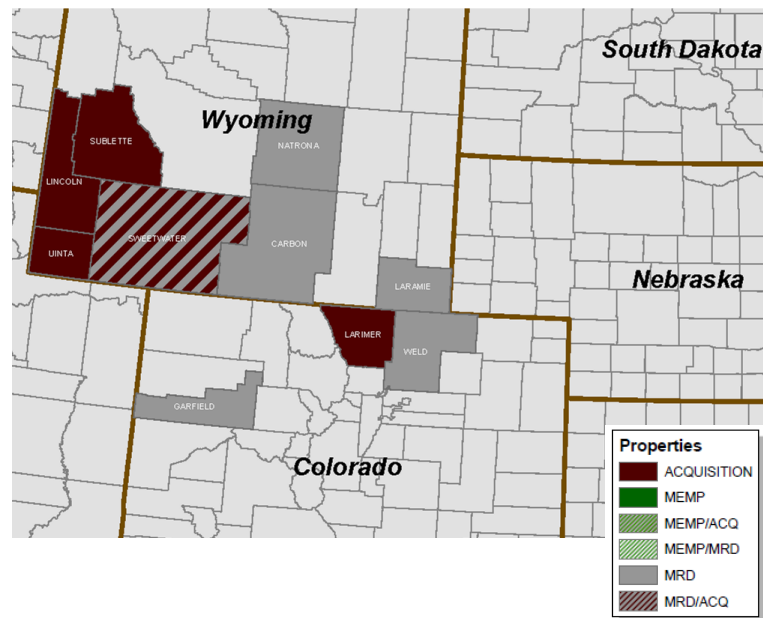 South Dakota
Wyoming
SUBLETTE
NATRONA
LINCOLN
SWEETWATER
CARBON
UINTA
Nebraska
LARAMIE
LARIMER
WELD
GARFIELD
Colorado
Properties
ACQUISITION
MEMP
MEMP/ACQ
MEMP/MRD
MRD
MRD/ACQ